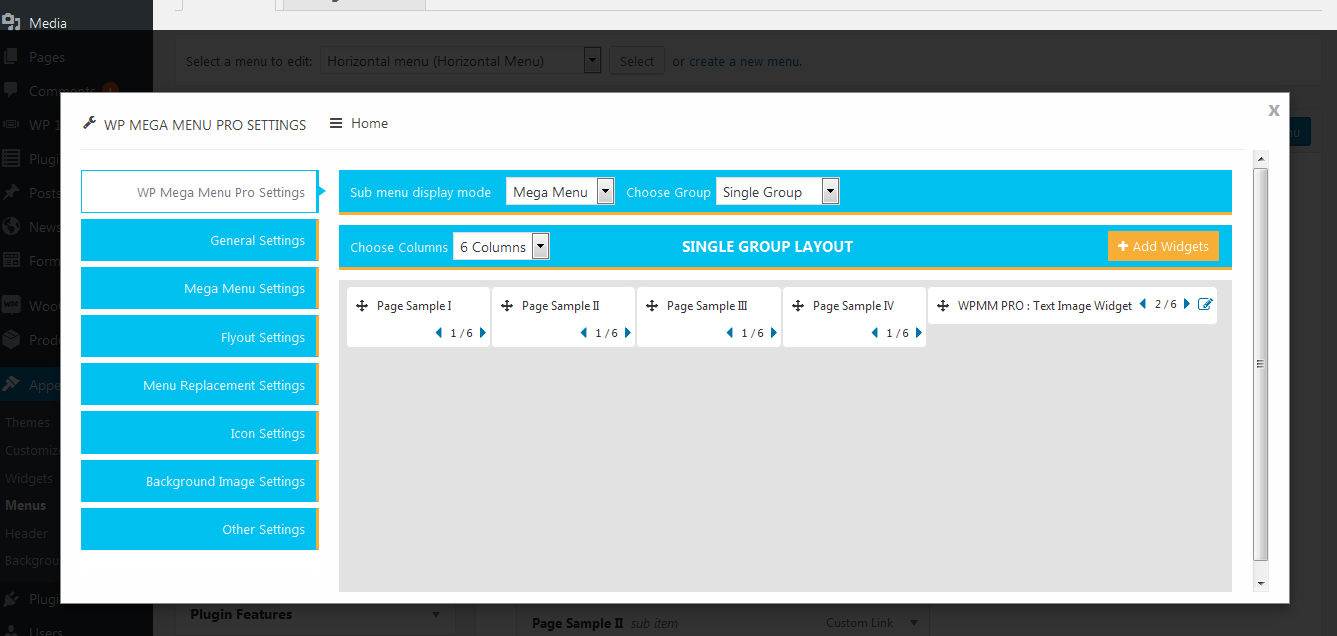 Media
Pages
Select a menu to edit: Horizontal menu (Horizontal Menu) Select or create a new menu.
Comments
WP MEGA MENU PRO SETTINGS Home X
WP Mega Menu Pro Settings
Sub menu display mode Mega Menu Choose Group Single Group
General Settings
Choose Columns 6 Columns SINGLE GROUP LAYOUT + Add Widgets
Mega Menu Settings
Page Sample I Page Sample II Page Sample III Page Sample IV WPMM PRO : Text Image Widget 2 / 6
1 / 6 1 / 6 1 / 6 1 / 6
Flyout Settings
Menu Replacement Settings
Icon Settings
Background Image Settings
Other Settings
WP 1
Plugi
Posts
News
Form
Woo
Prod
Appe
Themes
Customiz
Widgets
Menus
Header
Backgrou
Plugi
Users
Plugin Features
Page Sample II sub item Custom Link